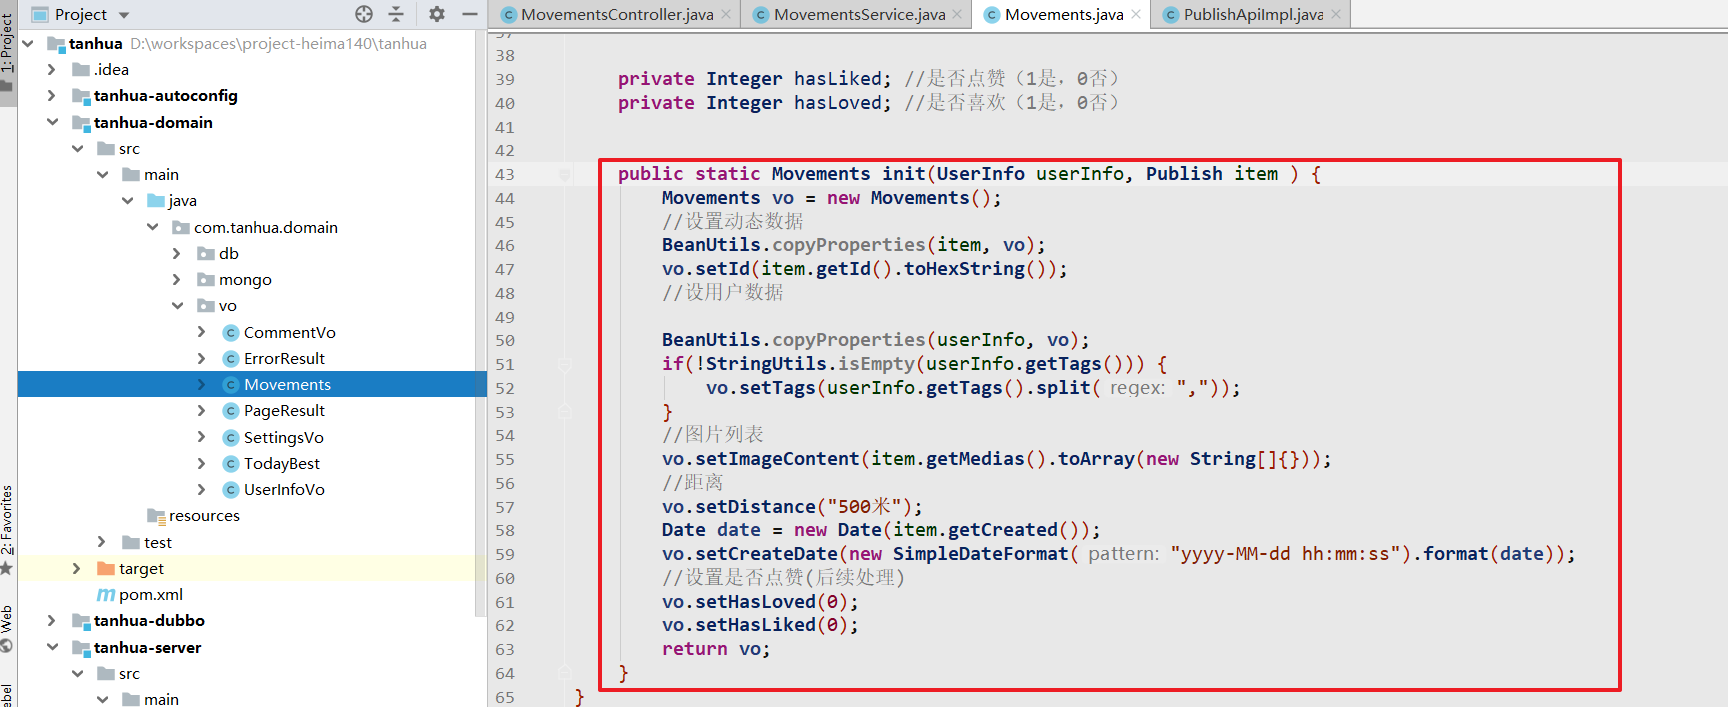 Project
MovementsController.java
MovementsService.java
Movements.java
PublishApiImpl.java
1: Project
2: Favorites
Web
tanhua D:\workspaces\project-heima140\tanhua
.idea
tanhua-autoconfig
tanhua-domain
src
main
java
com.tanhua.domain
db
mongo
vo
CommentVo
ErrorResult
Movements
PageResult
SettingsVo
TodayBest
UserInfoVo
resources
test
target
pom.xml
tanhua-dubbo
tanhua-server
src
main
37
38
39 private Integer hasLiked; //是否点赞（1是，0否）
40 private Integer hasLoved; //是否喜欢（1是，0否）
41
42
43 public static Movements init(UserInfo userInfo, Publish item ) {
44 Movements vo = new Movements();
45 //设置动态数据
46 BeanUtils.copyProperties(item, vo);
47 vo.setId(item.getId().toHexString());
48 //设用户数据
49
50 BeanUtils.copyProperties(userInfo, vo);
51 if(!StringUtils.isEmpty(userInfo.getTags())) {
52 vo.setTags(userInfo.getTags().split( regex: ","));
53 }
54 //图片列表
55 vo.setImageContent(item.getMedias().toArray(new String[]{}));
56 //距离
57 vo.setDistance("500米");
58 Date date = new Date(item.getCreated());
59 vo.setCreateDate(new SimpleDateFormat( pattern: "yyyy-MM-dd hh:mm:ss").format(date));
60 //设置是否点赞(后续处理)
61 vo.setHasLoved(0);
62 vo.setHasLiked(0);
63 return vo;
64 }
65 }